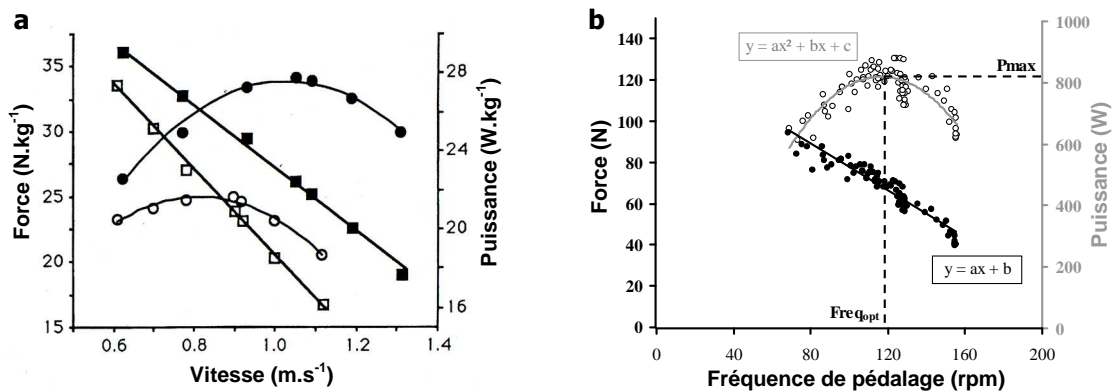 a
35
30
25
20
15
Force (N.kg⁻¹)
28
24
20
16
Puissance (W.kg⁻¹)
0.6 0.8 1.0 1.2 1.4
Vitesse (m.s⁻¹)
b
140
120
100
80
60
40
20
0
Force (N)
y = ax² + bx + c
Pmax
y = ax + b
Freqopt
1000
800
600
400
200
0
Puissance (W)
0 40 80 120 160 200
Fréquence de pédalage (rpm)